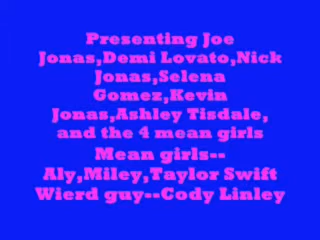 Presenting Joe
Jonas,Demi Lovato,Nick
Jonas,Selena
Gomez,Kevin
Jonas,Ashley Tisdale,
and the 4 mean girls
Mean girls--
Aly,Miley,Taylor Swift
Wierd guy--Cody Linley